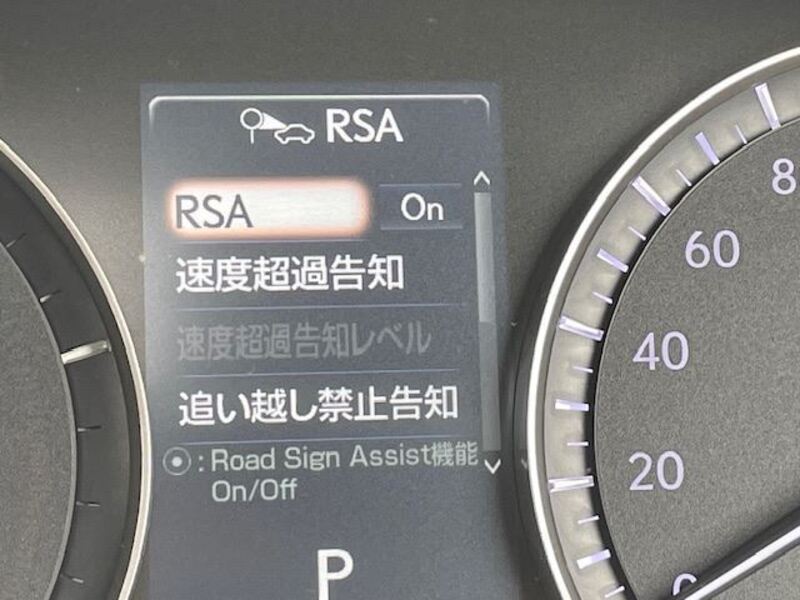 RSA
RSA On
速度超過告知
速度超過告知レベル
追い越し禁止告知
:Road Sign Assist機能
On/Off
P
80
60
40
20
0